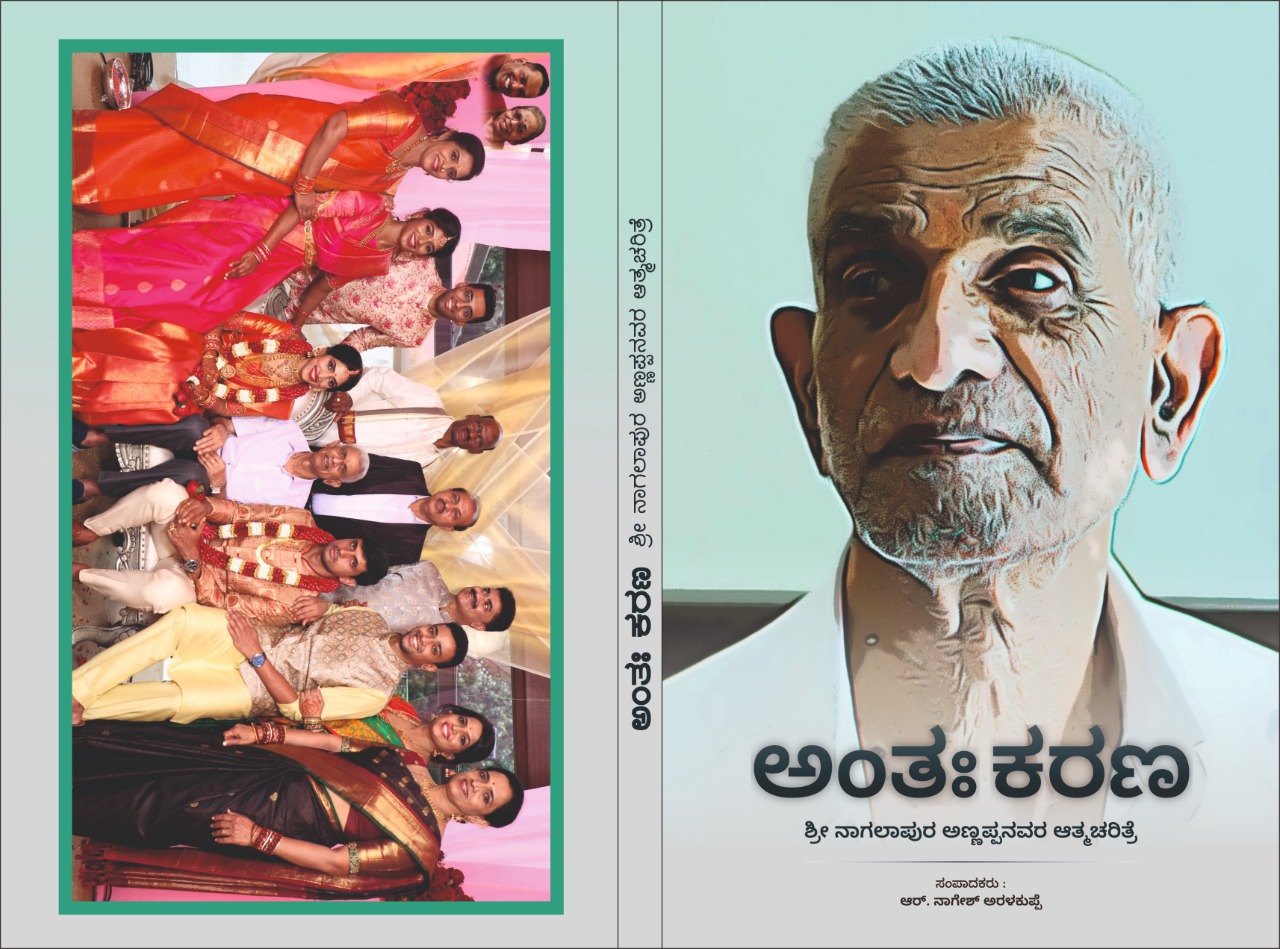 ಅಂತಃ ಕರಣ ಶ್ರೀ ನಾಗಲಾಪುರ ಅಣ್ಣಪ್ಪನವರ ಆತ್ಮಚರಿತ್ರೆ
ಅಂತಃ ಕರಣ
ಶ್ರೀ ನಾಗಲಾಪುರ ಅಣ್ಣಪ್ಪನವರ ಆತ್ಮಚರಿತ್ರೆ
ಸಂಪಾದಕರು :
ಆರ್. ನಾಗೇಶ್ ಅರಳಕುಪ್ಪೆ